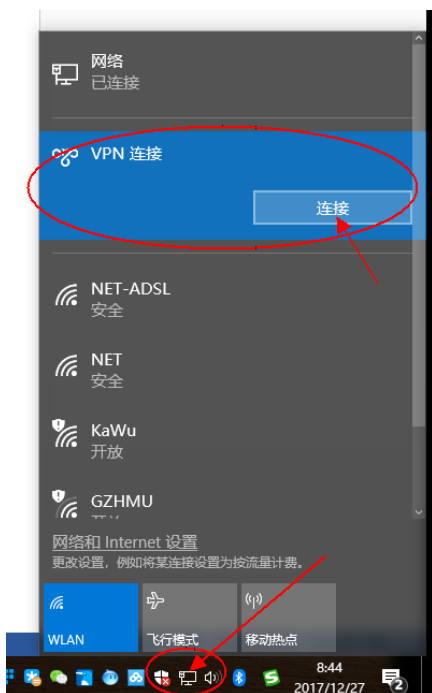 网络
已连接
VPN 连接
连接
NET-ADSL
安全
NET
安全
KaWu
开放
GZHMU
网络和 Internet 设置
更改设置，例如将某连接设置为按流量计费。
WLAN
飞行模式
移动热点
8:44
2017/12/27
2